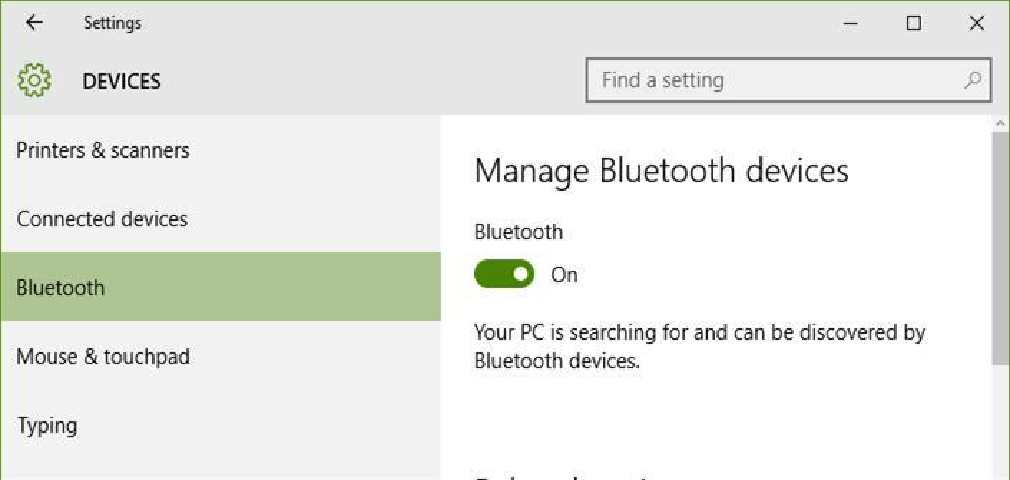 Settings
DEVICES
Find a setting
Printers & scanners
Connected devices
Bluetooth
Mouse & touchpad
Typing
Manage Bluetooth devices
Bluetooth
On
Your PC is searching for and can be discovered by
Bluetooth devices.